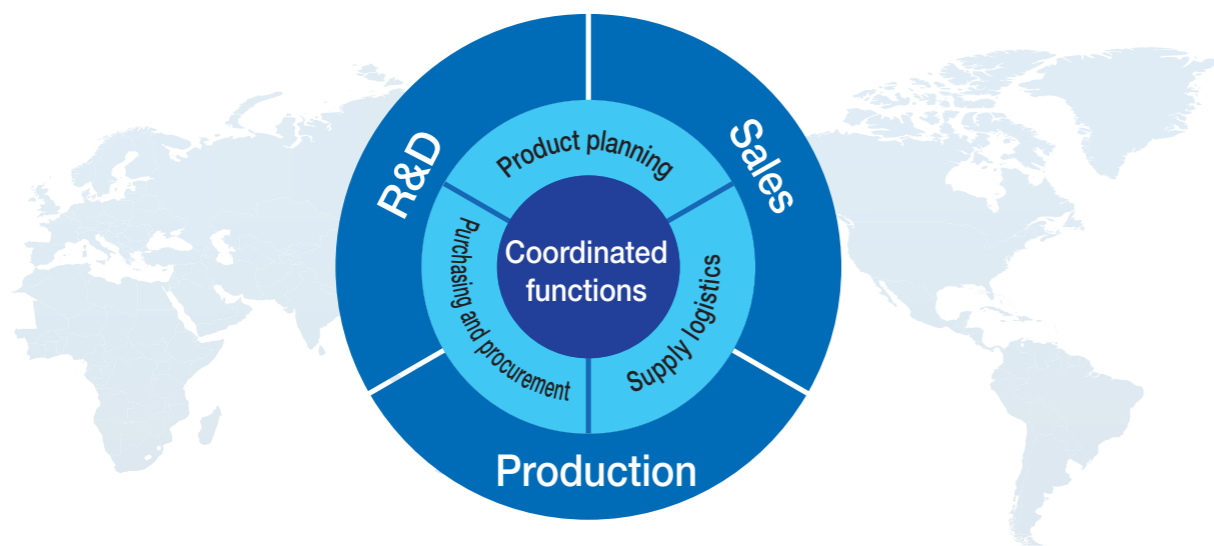 R&D
Sales
Production
Product planning
Purchasing and procurement
Supply logistics
Coordinated
functions